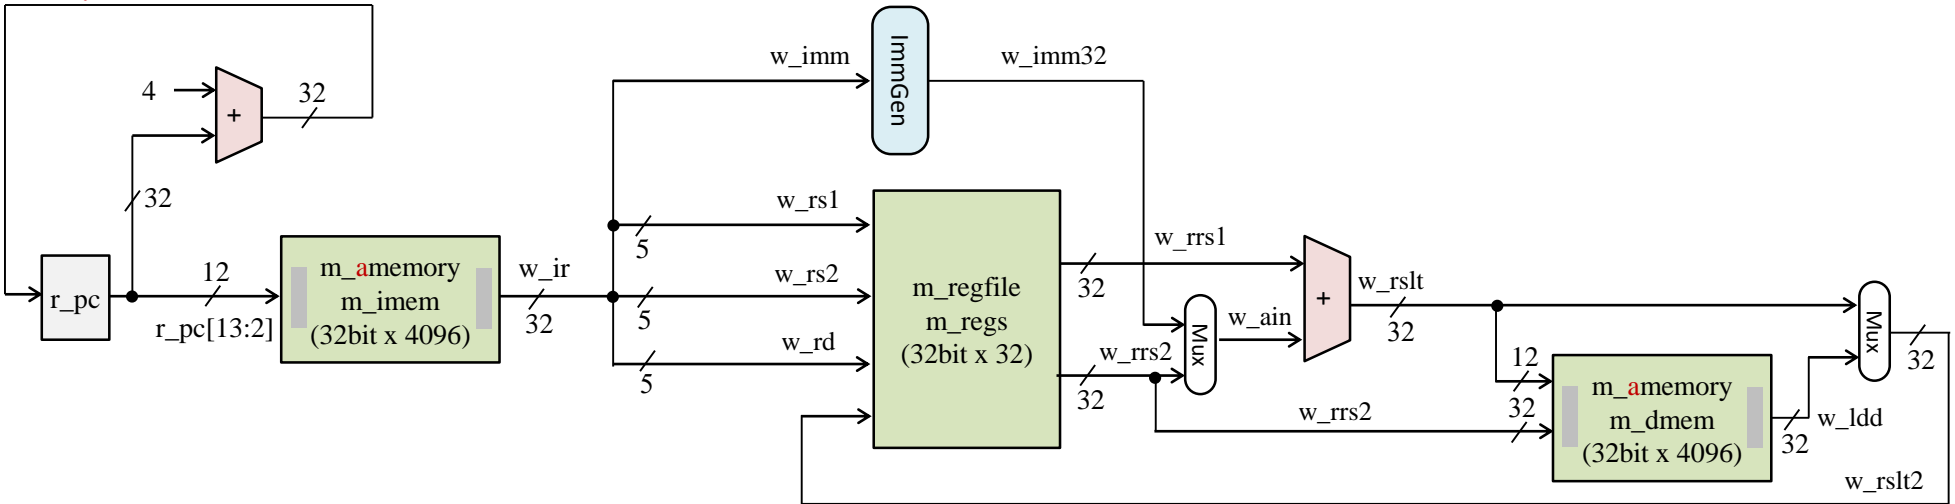 4
+
32
32
r_pc
12
r_pc[13:2]
m_amemory
m_imem
(32bit x 4096)
w_ir
32
w_imm
ImmGen
w_imm32
w_rs1
5
w_rs2
5
w_rd
5
m_regfile
m_regs
(32bit x 32)
w_rrs1
32
w_rrs2
32
Mux
w_ain
+
w_rslt
32
w_rrs2
12
32
m_amemory
m_dmem
(32bit x 4096)
32
w_ldd
Mux
32
w_rslt2